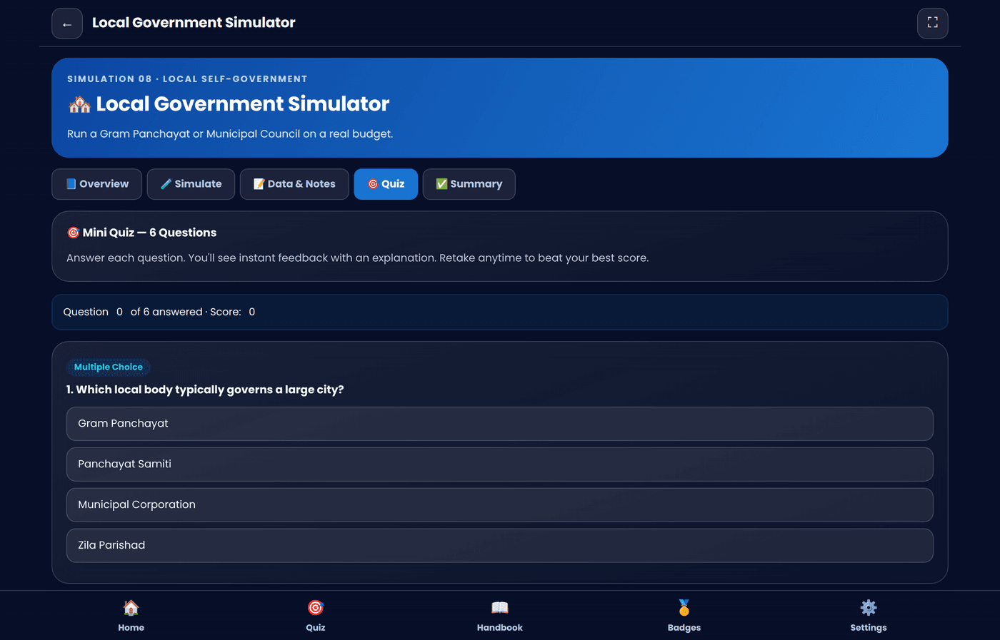 ← Local Government Simulator
SIMULATION 08 · LOCAL SELF-GOVERNMENT
🏘️ Local Government Simulator
Run a Gram Panchayat or Municipal Council on a real budget.
📘 Overview 🧪 Simulate 📝 Data & Notes 🎯 Quiz ✅ Summary
🎯 Mini Quiz — 6 Questions
Answer each question. You'll see instant feedback with an explanation. Retake anytime to beat your best score.
Question 0 of 6 answered · Score: 0
Multiple Choice
1. Which local body typically governs a large city?
Gram Panchayat
Panchayat Samiti
Municipal Corporation
Zila Parishad
Home Quiz Handbook Badges Settings